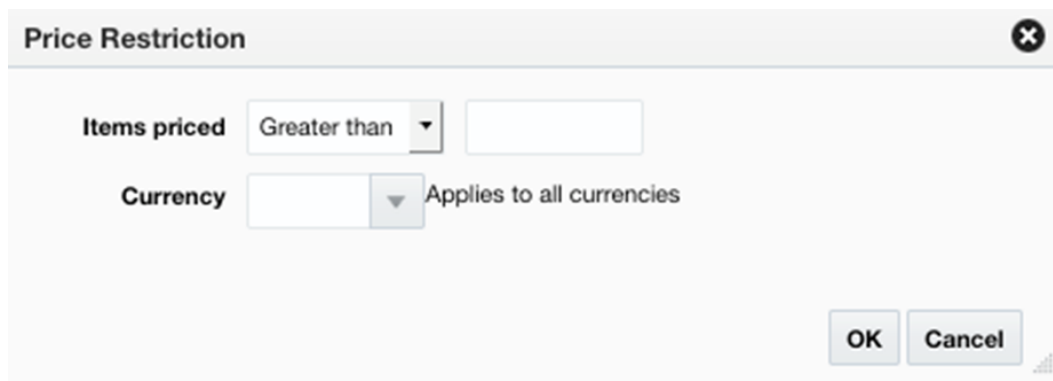 Price Restriction
Items priced Greater than
Currency Applies to all currencies
OK Cancel